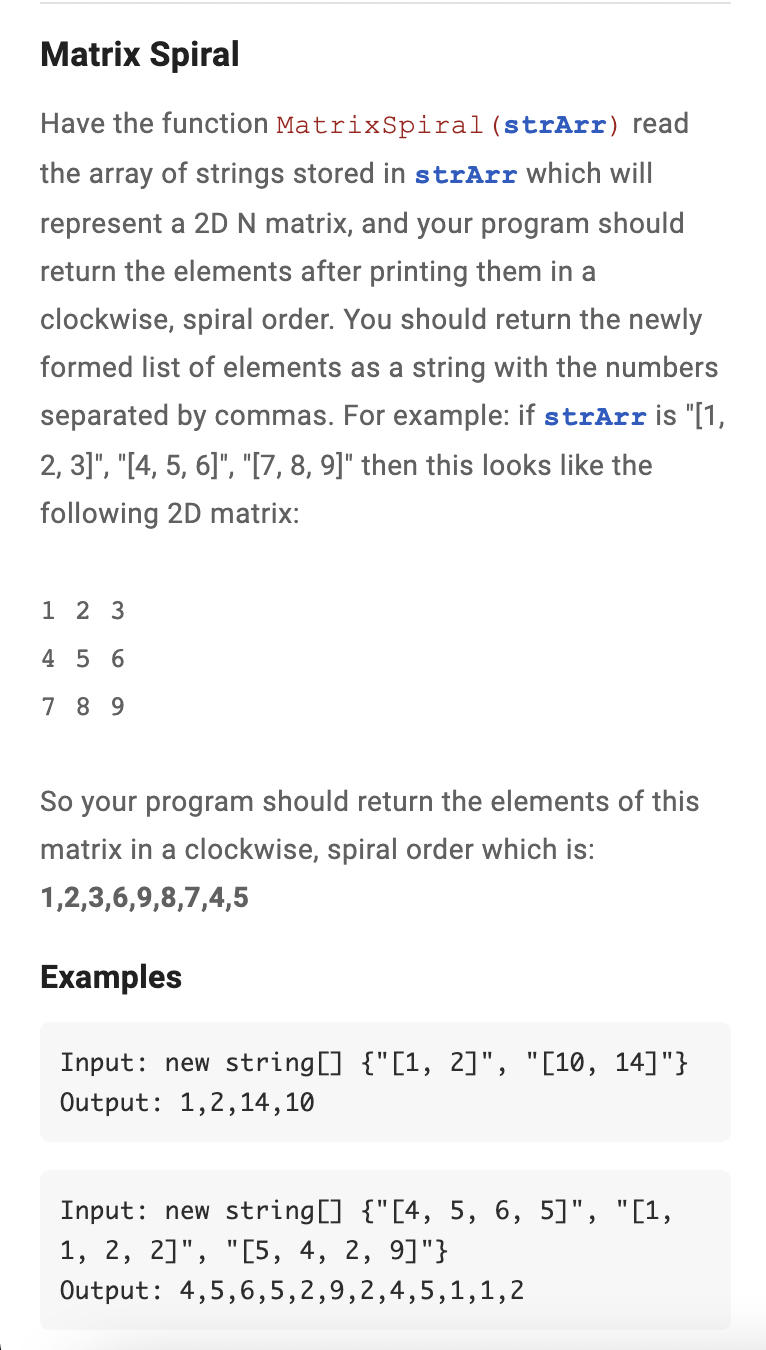 Matrix Spiral
Have the function MatrixSpiral(strArr) read
the array of strings stored in strArr which will
represent a 2D N matrix, and your program should
return the elements after printing them in a
clockwise, spiral order. You should return the newly
formed list of elements as a string with the numbers
separated by commas. For example: if strArr is "[1,
2, 3]", "[4, 5, 6]", "[7, 8, 9]" then this looks like the
following 2D matrix:
1 2 3
4 5 6
7 8 9
So your program should return the elements of this
matrix in a clockwise, spiral order which is:
1,2,3,6,9,8,7,4,5
Examples
Input: new string[] {"[1, 2]", "[10, 14]"}
Output: 1,2,14,10
Input: new string[] {"[4, 5, 6, 5]", "[1,
1, 2, 2]", "[5, 4, 2, 9]"}
Output: 4,5,6,5,2,9,2,4,5,1,1,2